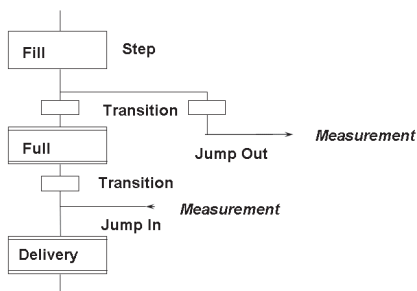 Fill
Step
Transition
Measurement
Jump Out
Full
Transition
Measurement
Jump In
Delivery